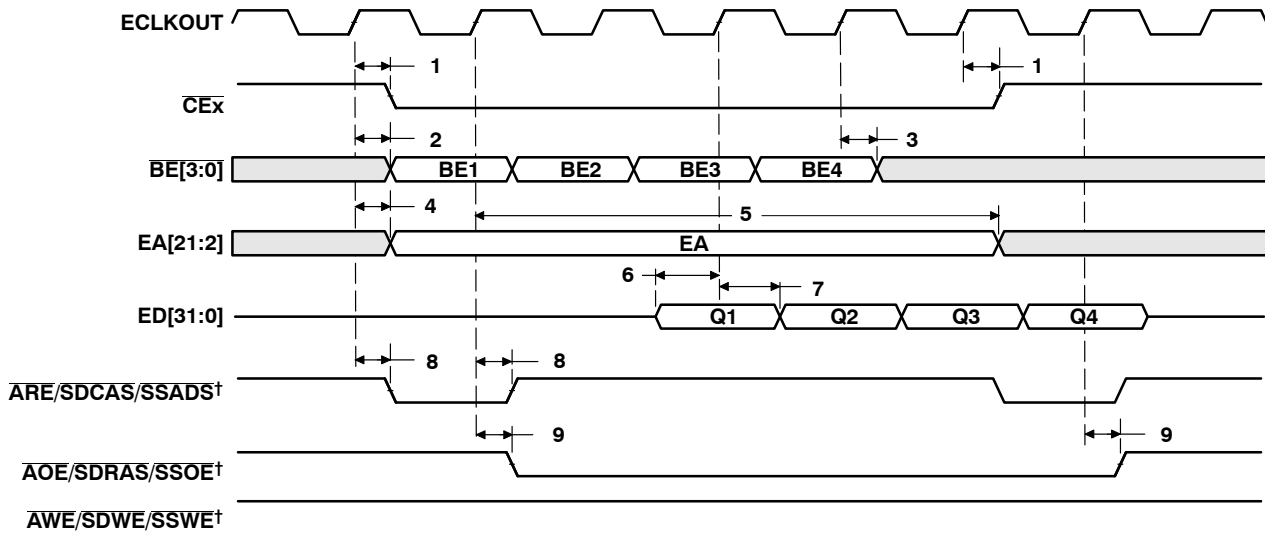 ECLKOUT
1
1
CEx
2
3
BE[3:0]
BE1
BE2
BE3
BE4
4
5
EA[21:2]
EA
6
7
ED[31:0]
Q1
Q2
Q3
Q4
8
8
ARE/SDCAS/SSADS†
9
9
AOE/SDRAS/SSOE†
AWE/SDWE/SSWE†